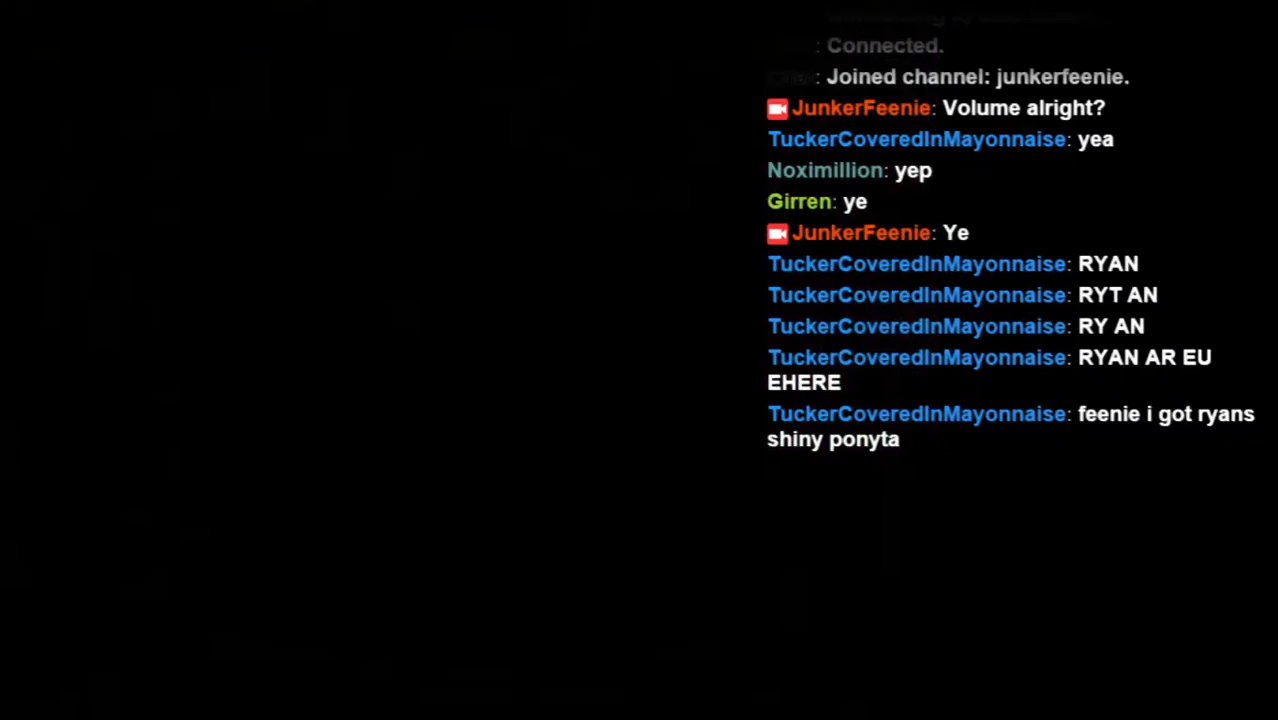 : Connected.
: Joined channel: junkerfeenie.
JunkerFeenie: Volume alright?
TuckerCoveredInMayonnaise: yea
Noximillion: yep
Girren: ye
JunkerFeenie: Ye
TuckerCoveredInMayonnaise: RYAN
TuckerCoveredInMayonnaise: RYT AN
TuckerCoveredInMayonnaise: RY AN
TuckerCoveredInMayonnaise: RYAN AR EU
EHERE
TuckerCoveredInMayonnaise: feenie i got ryans
shiny ponyta